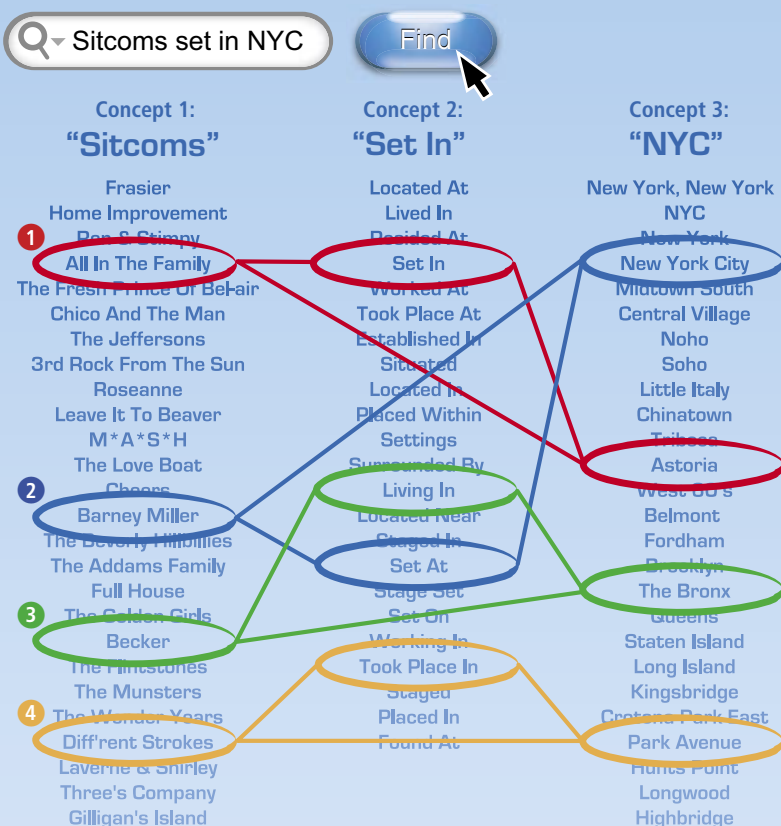 Sitcoms set in NYC
Find
Concept 1:
"Sitcoms"
Frasier
Home Improvement
Ren & Stimpy
1
All In The Family
The Fresh Prince Of Bel-air
Chico And The Man
The Jeffersons
3rd Rock From The Sun
Roseanne
Leave It To Beaver
M*A*S*H
The Love Boat
Cheers
2
Barney Miller
The Beverly Hillbillies
The Addams Family
Full House
The Golden Girls
3
Becker
The Flintstones
The Munsters
The Wonder Years
4
Diff'rent Strokes
Laverne & Shirley
Three's Company
Gilligan's Island
Concept 2:
"Set In"
Located At
Lived In
Resided At
Set In
Worked At
Took Place At
Established In
Situated
Located In
Placed Within
Settings
Surrounded By
Living In
Located Near
Staged In
Set At
Stage Set
Set On
Working In
Took Place In
Staged
Placed In
Found At
Concept 3:
"NYC"
New York, New York
NYC
New York
New York City
Midtown South
Central Village
Noho
Soho
Little Italy
Chinatown
Tribeca
Astoria
West 80's
Belmont
Fordham
Brooklyn
The Bronx
Queens
Staten Island
Long Island
Kingsbridge
Crotona Park East
Park Avenue
Hunts Point
Longwood
Highbridge